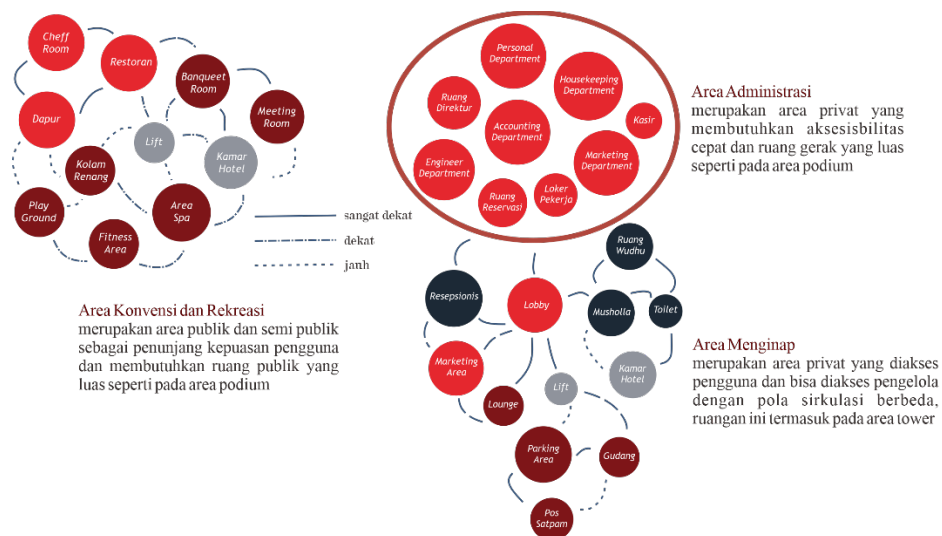 Cheff
Room
Restoran
Banqueet
Room
Meeting
Room
Dapur
Lift
Kamar
Hotel
Kolam
Renang
Play
Ground
Area
Spa
Fitness
Area
sangat dekat
dekat
jauh
Area Konvensi dan Rekreasi
merupakan area publik dan semi publik
sebagai penunjang kepuasan pengguna
dan membutuhkan ruang publik yang
luas seperti pada area podium
Personal
Department
Housekeeping
Department
Ruang
Direktur
Kasir
Accounting
Department
Engineer
Department
Marketing
Department
Ruang
Reservasi
Loker
Pekerja
Area Administrasi
merupakan area privat yang
membutuhkan aksesisbilitas
cepat dan ruang gerak yang luas
seperti pada area podium
Ruang
Wudhu
Resepsionis
Lobby
Musholla
Toilet
Marketing
Area
Lift
Kamar
Hotel
Lounge
Parking
Area
Gudang
Pos
Satpam
Area Menginap
merupakan area privat yang diakses
pengguna dan bisa diakses pengelola
dengan pola sirkulasi berbeda,
ruangan ini termasuk pada area tower